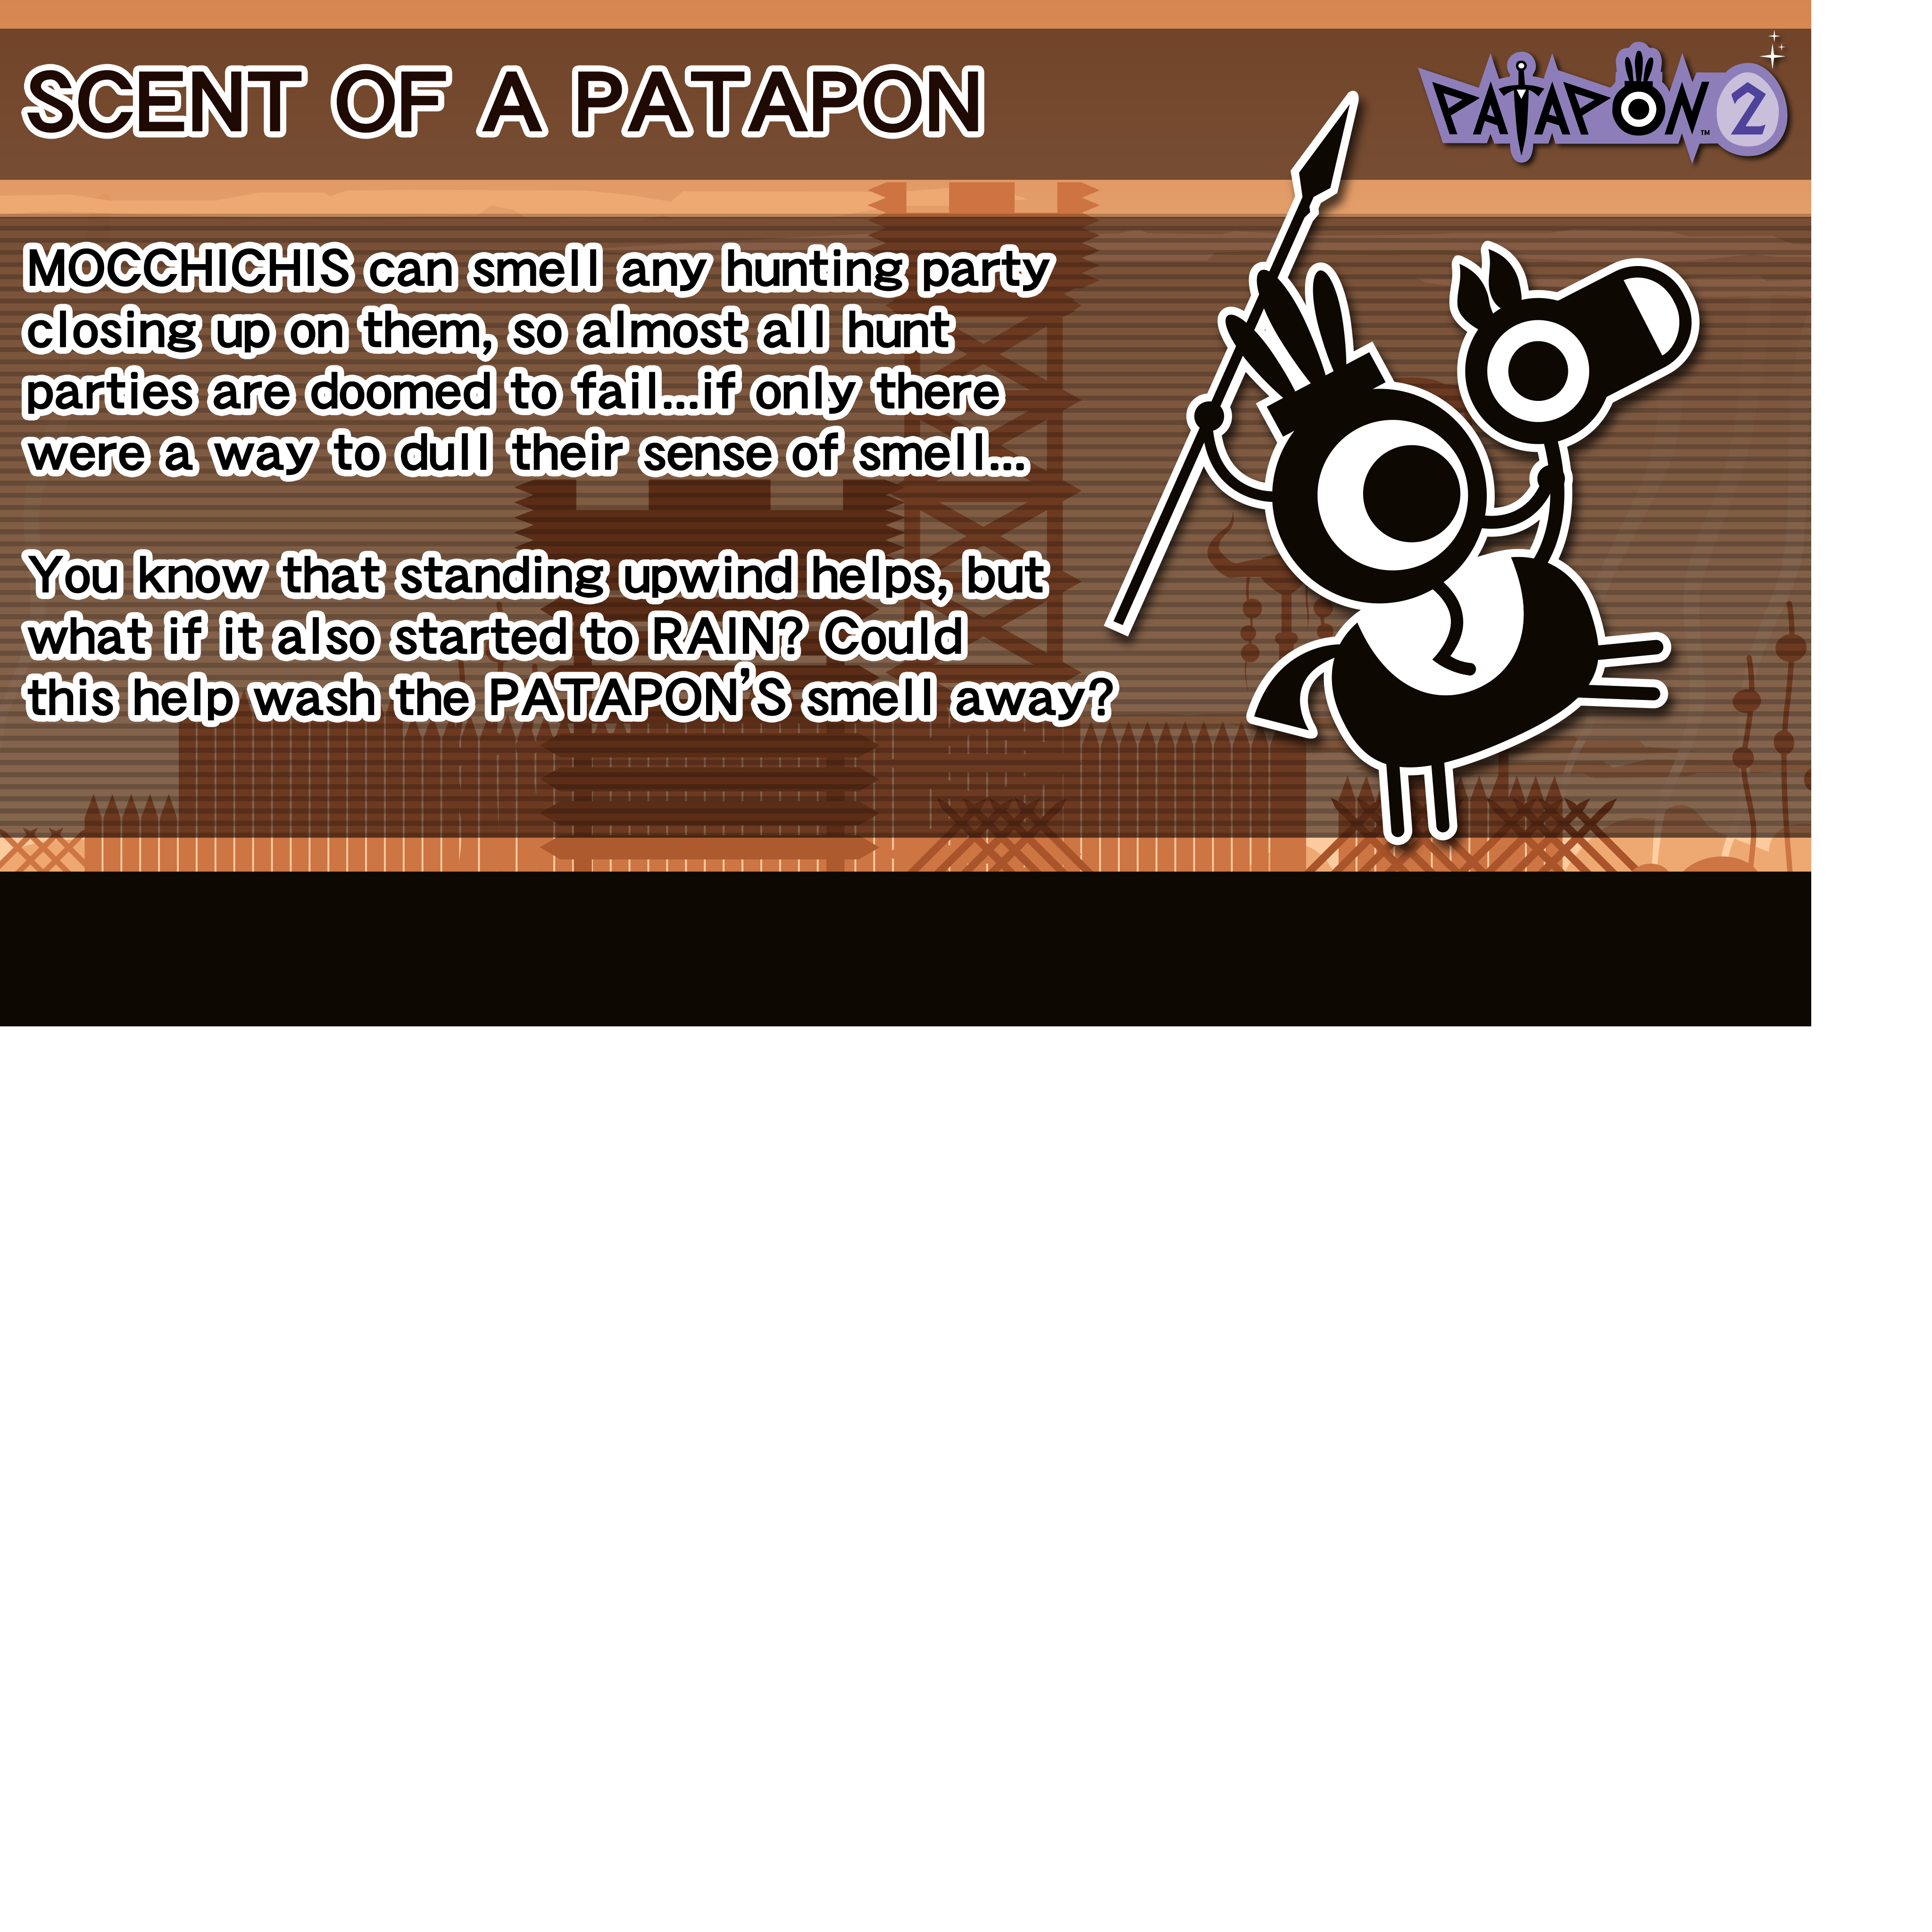 SCENT OF A PATAPON
PATAPON 2
TM
MOCCHICHIS can smell any hunting party
closing up on them, so almost all hunt
parties are doomed to fail...if only there
were a way to dull their sense of smell...
You know that standing upwind helps, but
what if it also started to RAIN? Could
this help wash the PATAPON'S smell away?